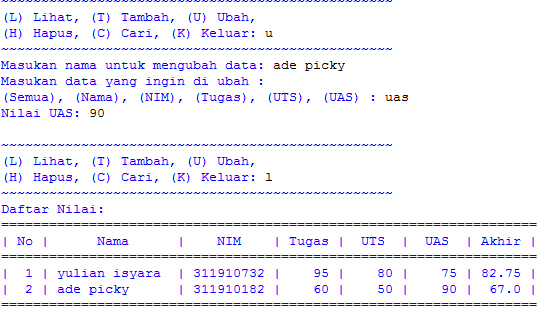 ~~~~~~~~~~~~~~~~~~~~~~~~~~~~~~~~~~~~~~~~~~~~~~~~~
(L) Lihat, (T) Tambah, (U) Ubah,
(H) Hapus, (C) Cari, (K) Keluar: u
~~~~~~~~~~~~~~~~~~~~~~~~~~~~~~~~~~~~~~~~~~~~~~~~~
Masukan nama untuk mengubah data: ade picky
Masukan data yang ingin di ubah :
(Semua), (Nama), (NIM), (Tugas), (UTS), (UAS) : uas
Nilai UAS: 90
~~~~~~~~~~~~~~~~~~~~~~~~~~~~~~~~~~~~~~~~~~~~~~~~~
(L) Lihat, (T) Tambah, (U) Ubah,
(H) Hapus, (C) Cari, (K) Keluar: l
~~~~~~~~~~~~~~~~~~~~~~~~~~~~~~~~~~~~~~~~~~~~~~~~~
Daftar Nilai:
===================================================================
| No |      Nama      |   NIM   | Tugas |  UTS  |  UAS  | Akhir |
===================================================================
|  1 | yulian isyara  | 311910732 |    95 |    80 |    75 | 82.75 |
|  2 | ade picky      | 311910182 |    60 |    50 |    90 |  67.0 |
===================================================================